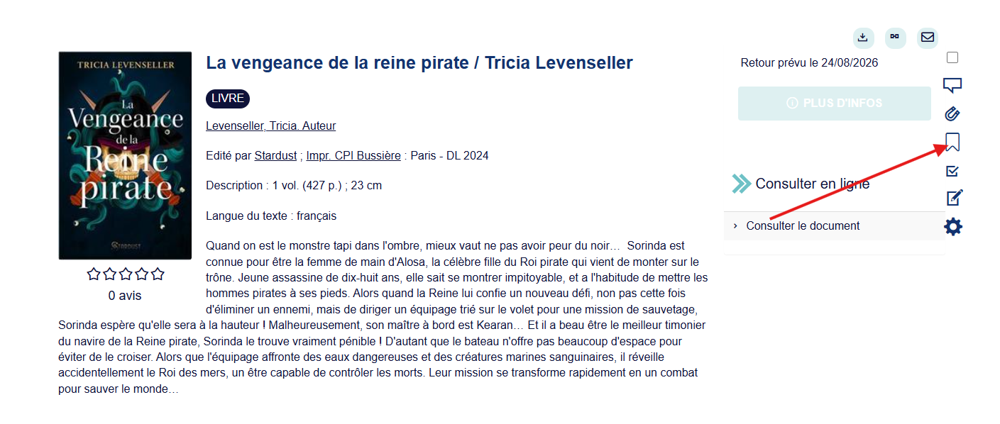 La vengeance de la reine pirate / Tricia Levenseller
Retour prévu le 24/08/2026
TRICIA LEVENSELLER
La
Vengeance
de la
Reine
pirate
STARDUST
LIVRE
PLUS D'INFOS
Levenseller, Tricia. Auteur
Edité par Stardust ; Impr. CPI Bussière : Paris - DL 2024
Description : 1 vol. (427 p.) ; 23 cm
Consulter en ligne
Langue du texte : français
Consulter le document
Quand on est le monstre tapi dans l'ombre, mieux vaut ne pas avoir peur du noir…  Sorinda est
connue pour être la femme de main d'Alosa, la célèbre fille du Roi pirate qui vient de monter sur le
trône. Jeune assassine de dix-huit ans, elle sait se montrer impitoyable, et a l'habitude de mettre les
hommes pirates à ses pieds. Alors quand la Reine lui confie un nouveau défi, non pas cette fois
d'éliminer un ennemi, mais de diriger un équipage trié sur le volet pour une mission de sauvetage,
Sorinda espère qu'elle sera à la hauteur ! Malheureusement, son maître à bord est Kearan… Et il a beau être le meilleur timonier
du navire de la Reine pirate, Sorinda le trouve vraiment pénible ! D'autant que le bateau n'offre pas beaucoup d'espace pour
éviter de le croiser. Alors que l'équipage affronte des eaux dangereuses et des créatures marines sanguinaires, il réveille
accidentellement le Roi des mers, un être capable de contrôler les morts. Leur mission se transforme rapidement en un combat
pour sauver le monde…
0 avis